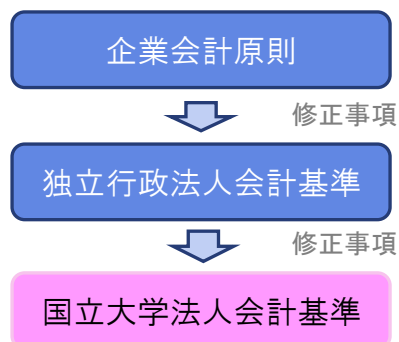 企業会計原則
修正事項
独立行政法人会計基準
修正事項
国立大学法人会計基準